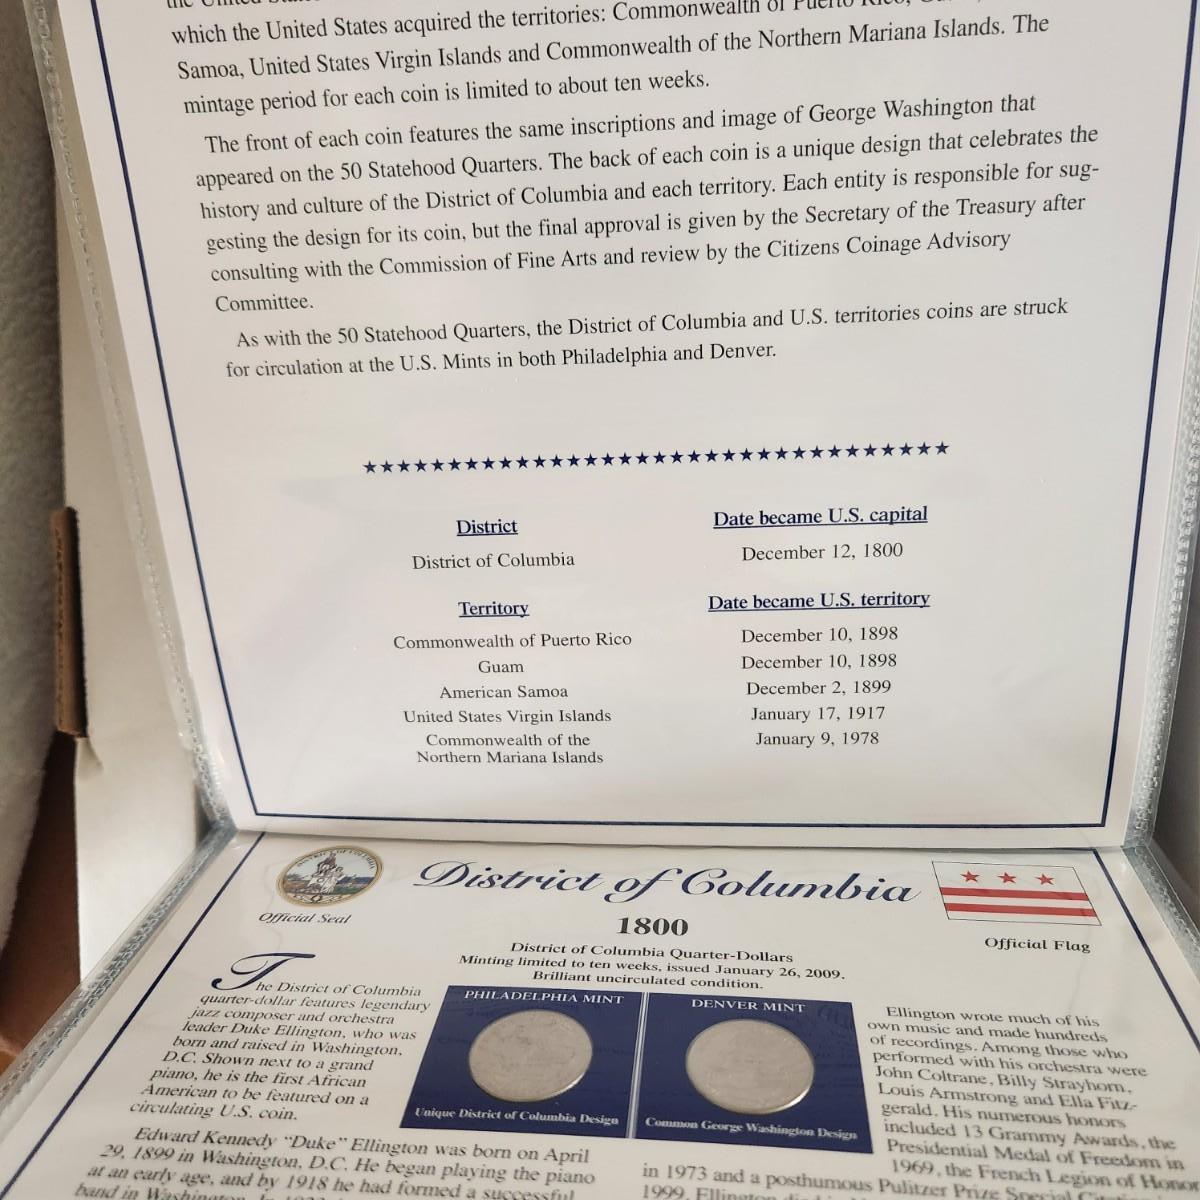 the United
which the United States acquired the territories: Commonwealth of Puerto Rico,
Samoa, United States Virgin Islands and Commonwealth of the Northern Mariana Islands. The
mintage period for each coin is limited to about ten weeks.
The front of each coin features the same inscriptions and image of George Washington that
appeared on the 50 Statehood Quarters. The back of each coin is a unique design that celebrates the
history and culture of the District of Columbia and each territory. Each entity is responsible for sug-
gesting the design for its coin, but the final approval is given by the Secretary of the Treasury after
consulting with the Commission of Fine Arts and review by the Citizens Coinage Advisory
Committee.
As with the 50 Statehood Quarters, the District of Columbia and U.S. territories coins are struck
for circulation at the U.S. Mints in both Philadelphia and Denver.
District Date became U.S. capital
District of Columbia December 12, 1800
Territory Date became U.S. territory
Commonwealth of Puerto Rico December 10, 1898
Guam December 10, 1898
American Samoa December 2, 1899
United States Virgin Islands January 17, 1917
Commonwealth of the January 9, 1978
Northern Mariana Islands
District of Columbia
Official Seal
1800
Official Flag
District of Columbia Quarter-Dollars
Minting limited to ten weeks, issued January 26, 2009.
Brilliant uncirculated condition.
The District of Columbia
quarter-dollar features legendary
jazz composer and orchestra
leader Duke Ellington, who was
born and raised in Washington,
D.C. Shown next to a grand
piano, he is the first African
American to be featured on a
circulating U.S. coin.
PHILADELPHIA MINT
Unique District of Columbia Design
DENVER MINT
Common George Washington Design
Ellington wrote much of his
own music and made hundreds
of recordings. Among those who
performed with his orchestra were
John Coltrane, Billy Strayhorn,
Louis Armstrong and Ella Fitz-
gerald. His numerous honors
included 13 Grammy Awards, the
Presidential Medal of Freedom in
1969, the French Legion of Honor
Edward Kennedy “Duke” Ellington was born on April
29, 1899 in Washington, D.C. He began playing the piano
at an early age, and by 1918 he had formed a successful
band in Washington.
in 1973 and a posthumous Pulitzer Prize Special
1999. Ellington